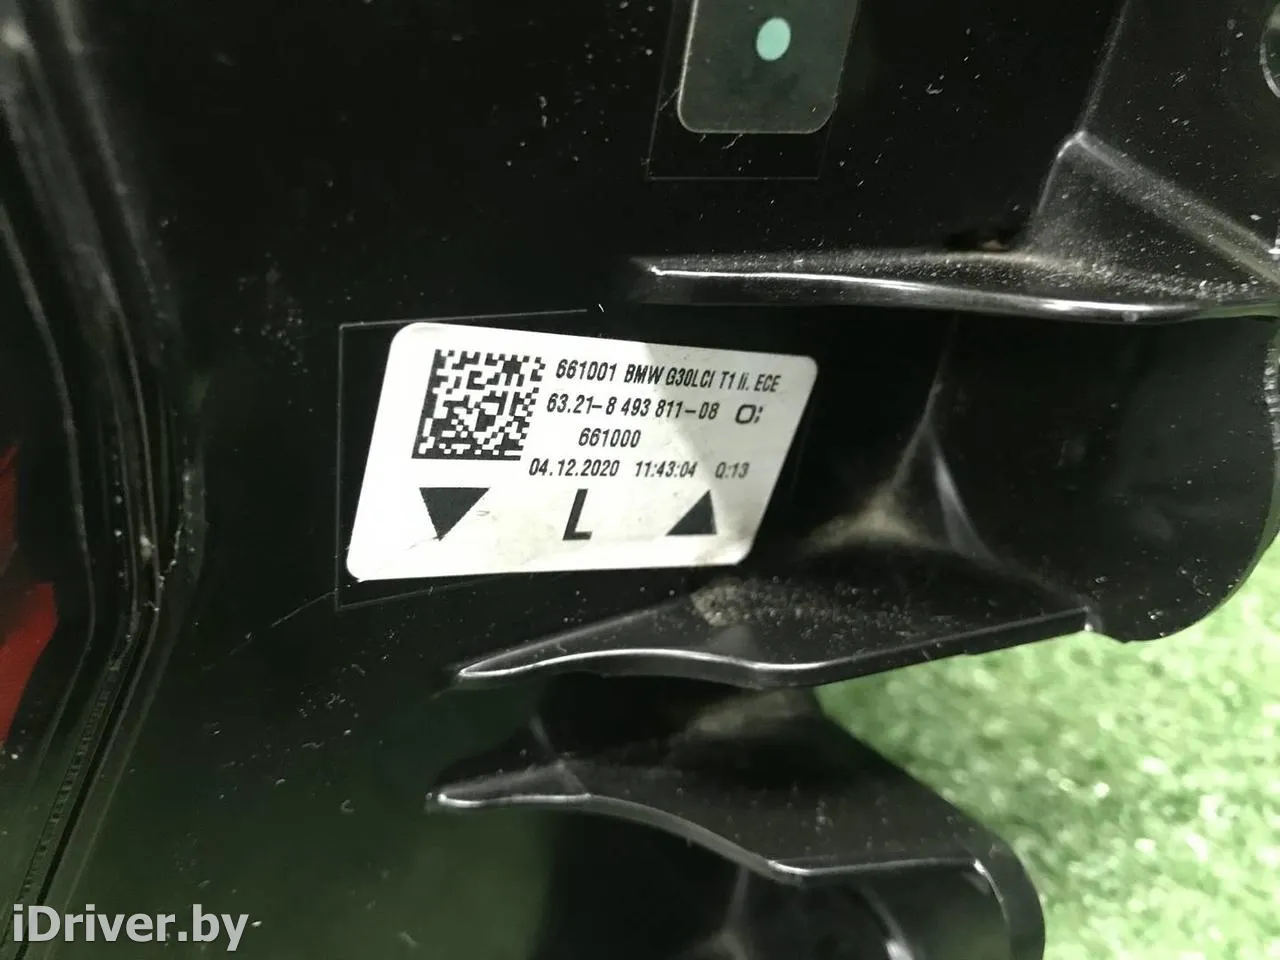 661001 BMW G30LCI T1 li. ECE
63.21-8 493 811-08 O:
661000
04.12.2020 11:43:04 Q:13
L
iDriver.by